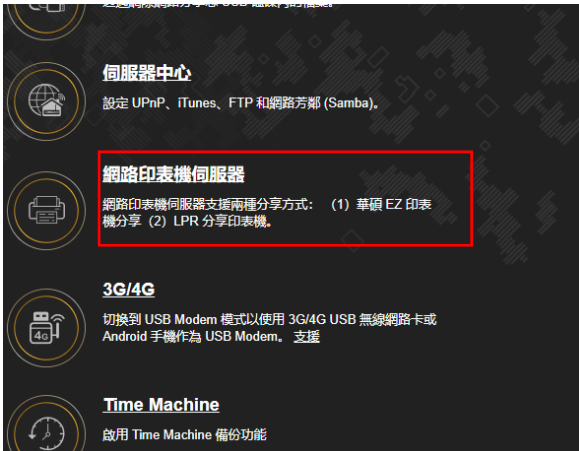 伺服器中心
設定 UPnP、iTunes、FTP 和網路芳鄰 (Samba)。
網路印表機伺服器
網路印表機伺服器支援兩種分享方式： （1）華碩 EZ 印表
機分享（2）LPR 分享印表機。
3G/4G
切換到 USB Modem 模式以使用 3G/4G USB 無線網路卡或
4G
Android 手機作為 USB Modem。 支援
Time Machine
啟用 Time Machine 備份功能